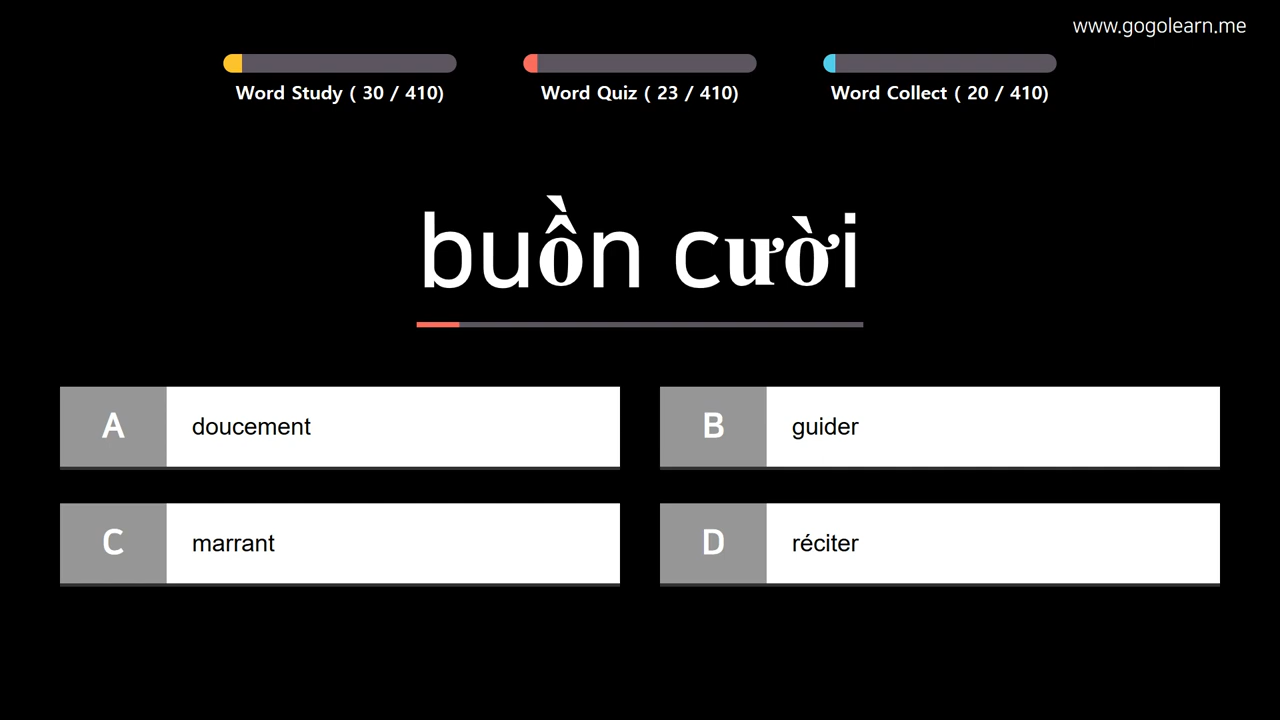 www.gogolearn.me
Word Study ( 30 / 410)
Word Quiz ( 23 / 410)
Word Collect ( 20 / 410)
buồn cười
A
doucement
B
guider
C
marrant
D
réciter